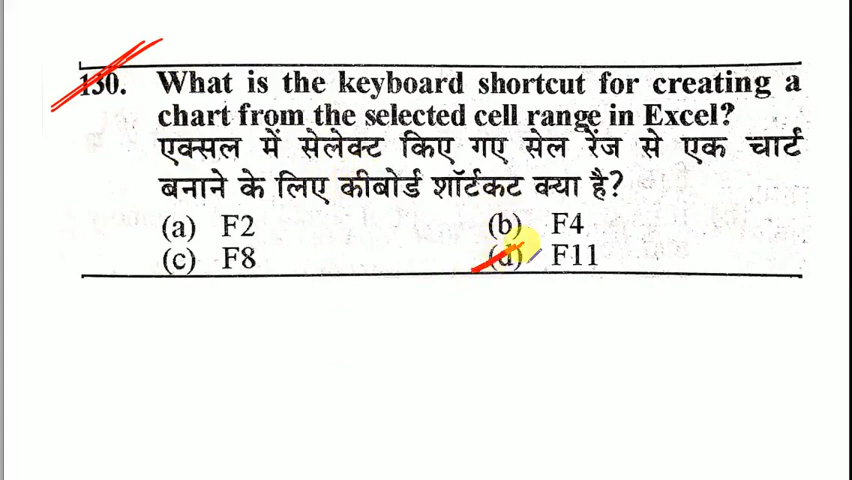 130. What is the keyboard shortcut for creating a
chart from the selected cell range in Excel?
एक्सल में सेलेक्ट किए गए सेल रेंज से एक चार्ट
बनाने के लिए कीबोर्ड शॉर्टकट क्या है?
(a) F2 (b) F4
(c) F8 (d) F11